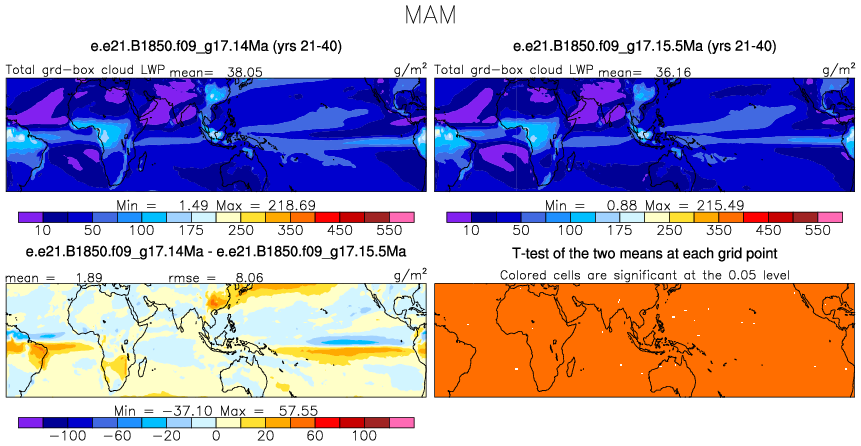 MAM
e.e21.B1850.f09_g17.14Ma (yrs 21-40)
Total grd-box cloud LWP mean= 38.05 g/m²
Min = 1.49 Max = 218.69
10 50 100 175 250 350 450 550
e.e21.B1850.f09_g17.15.5Ma (yrs 21-40)
Total grd-box cloud LWP mean= 36.16 g/m²
Min = 0.88 Max = 215.49
10 50 100 175 250 350 450 550
e.e21.B1850.f09_g17.14Ma - e.e21.B1850.f09_g17.15.5Ma
mean = 1.89 rmse = 8.06 g/m²
Min = -37.10 Max = 57.55
-100 -60 -20 0 20 60 100
T-test of the two means at each grid point
Colored cells are significant at the 0.05 level